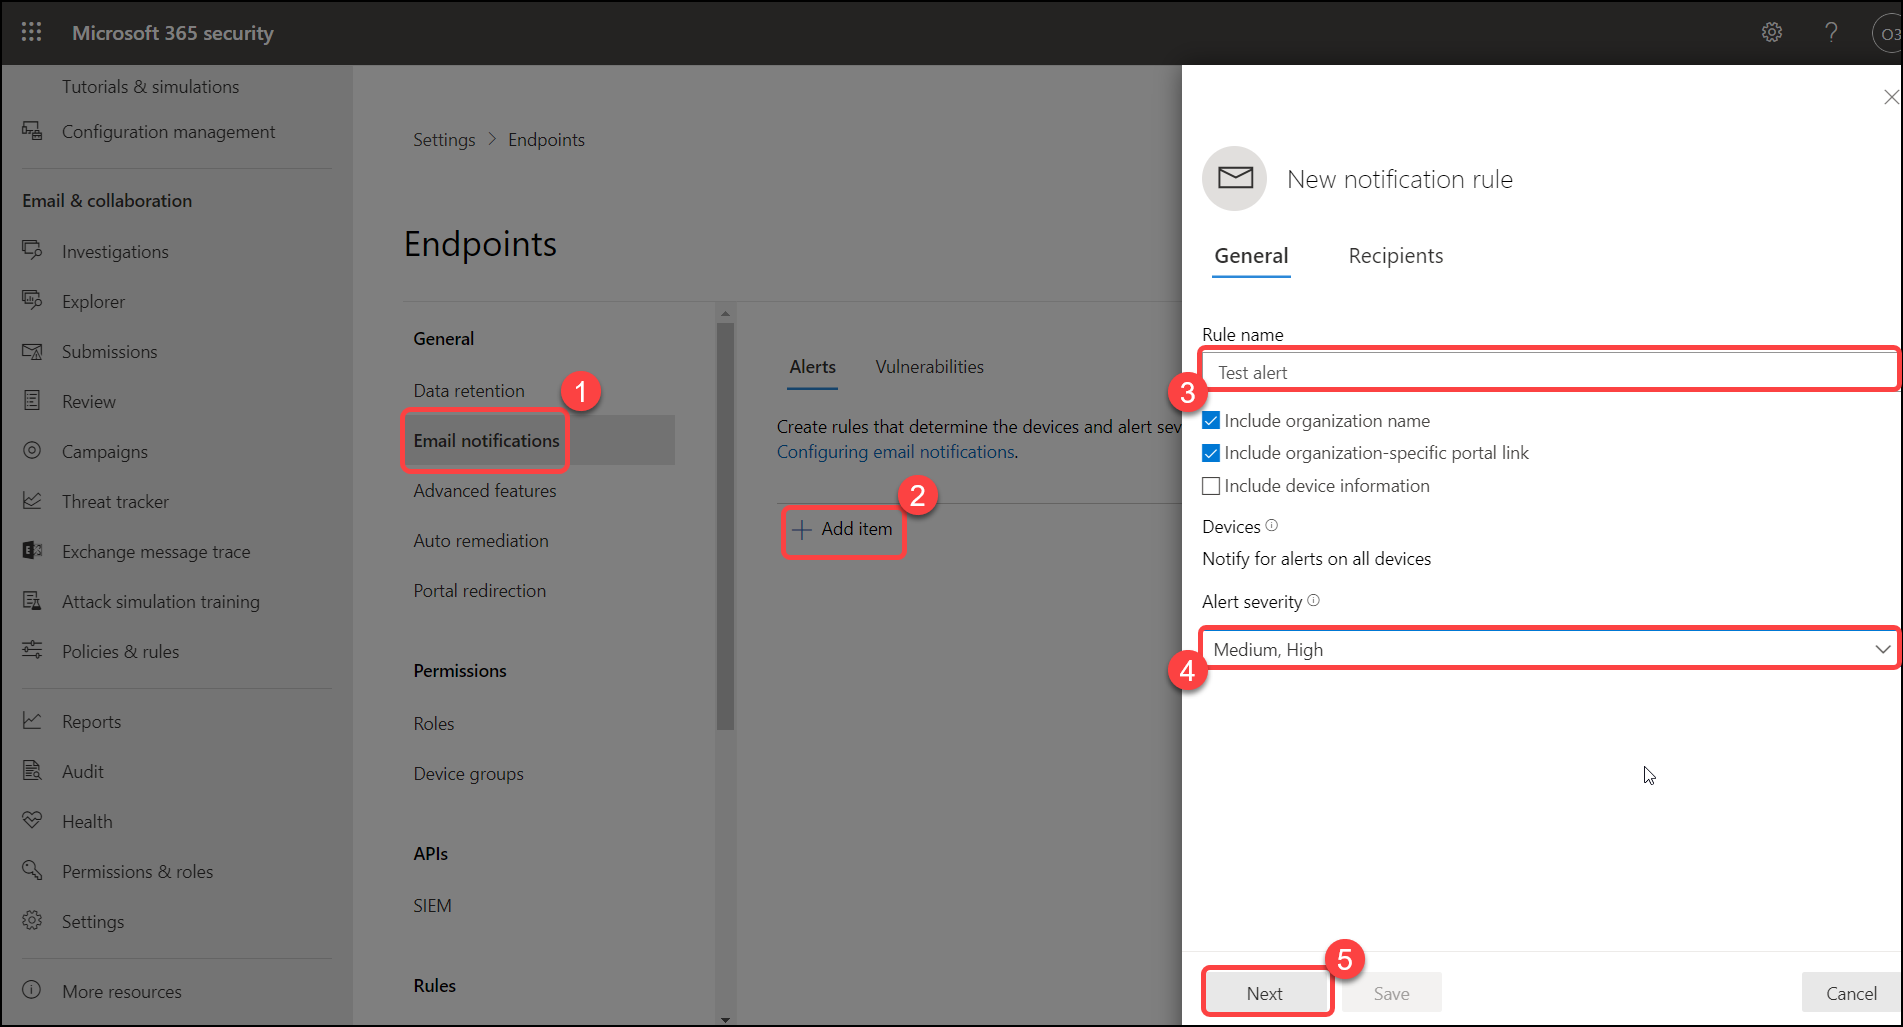 Microsoft 365 security
?
O3
Tutorials & simulations
Configuration management
Email & collaboration
Investigations
Explorer
Submissions
Review
Campaigns
Threat tracker
Exchange message trace
Attack simulation training
Policies & rules
Reports
Audit
Health
Permissions & roles
Settings
More resources
Settings > Endpoints
Endpoints
General
Data retention
1
Email notifications
Advanced features
Auto remediation
Portal redirection
Permissions
Roles
Device groups
APIs
SIEM
Rules
Alerts Vulnerabilities
Create rules that determine the devices and alert sev
Configuring email notifications.
2
+ Add item
New notification rule
General Recipients
Rule name
Test alert
3
Include organization name
Include organization-specific portal link
Include device information
Devices
Notify for alerts on all devices
Alert severity
Medium, High
4
5
Next Save Cancel